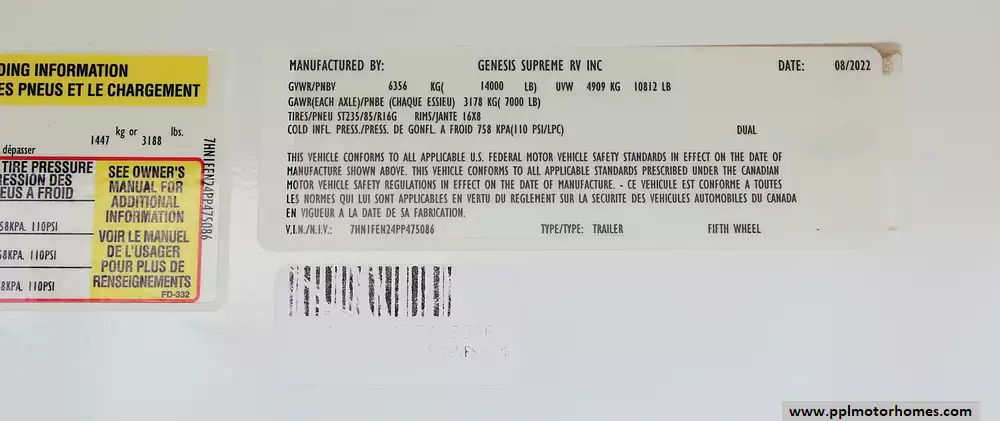 DING INFORMATION
ES PNEUS ET LE CHARGEMENT
kg or lbs.
dépasser 1447 3188
TIRE PRESSURE
RESSION DES
EUS A FROID
58KPA. 110PSI
58KPA. 110PSI
8KPA. 110PSI
SEE OWNER'S
MANUAL FOR
ADDITIONAL
INFORMATION
VOIR LE MANUEL
DE L'USAGER
POUR PLUS DE
RENSEIGNEMENTS
FD-332
7HN1FEN24PP475086
MANUFACTURED BY: GENESIS SUPREME RV INC DATE: 08/2022
GVWR/PNBV 6356 KG( 14000 LB) UVW 4909 KG 10812 LB
GAWR(EACH AXLE)/PNBE (CHAQUE ESSIEU) 3178 KG( 7000 LB)
TIRES/PNEU ST235/85/R16G RIMS/JANTE 16X8
COLD INFL. PRESS./PRESS. DE GONFL. A FROID 758 KPA(110 PSI/LPC) DUAL
THIS VEHICLE CONFORMS TO ALL APPLICABLE U.S. FEDERAL MOTOR VEHICLE SAFETY STANDARDS IN EFFECT ON THE DATE OF
MANUFACTURE SHOWN ABOVE. THIS VEHICLE CONFORMS TO ALL APPLICABLE STANDARDS PRESCRIBED UNDER THE CANADIAN
MOTOR VEHICLE SAFETY REGULATIONS IN EFFECT ON THE DATE OF MANUFACTURE. - CE VEHICULE EST CONFORME A TOUTES
LES NORMES QUI LUI SONT APLICABLES EN VERTU DU REGLEMENT SUR LA SECURITE DES VEHICULES AUTOMOBILES DU CANADA
EN VIGUEUR A LA DATE DE SA FABRICATION.
V.I.N./N.I.V.: 7HN1FEN24PP475086 TYPE/TYPE: TRAILER FIFTH WHEEL
www.pplmotorhomes.com